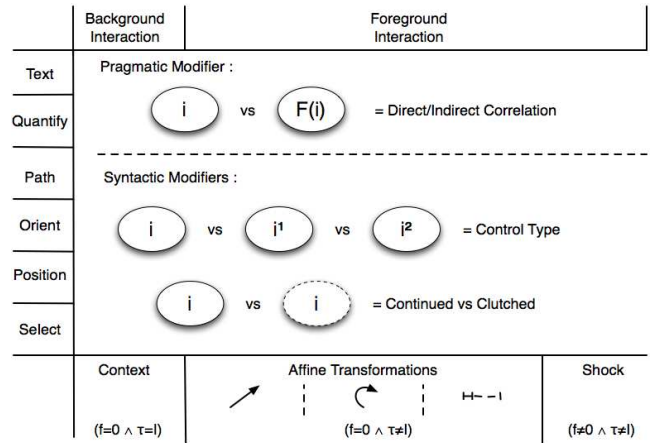 Background
Interaction
Foreground
Interaction
Text
Pragmatic Modifier :
Quantify
i vs F(i) = Direct/Indirect Correlation
Path
Syntactic Modifiers :
Orient
i vs i¹ vs i² = Control Type
Position
i vs i = Continued vs Clutched
Select
Context
Affine Transformations
Shock
(f=0 ∧ τ=I)
(f=0 ∧ τ≠I)
(f≠0 ∧ τ≠I)